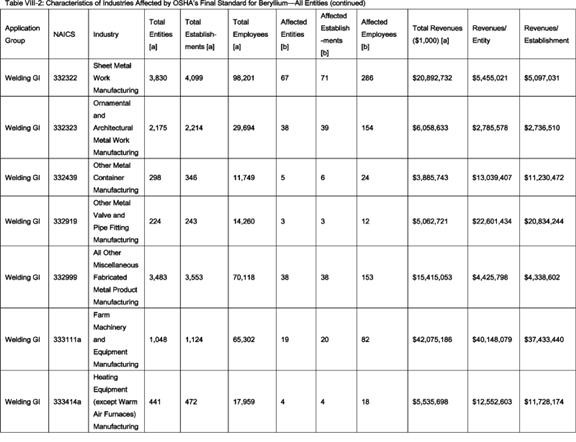 Table VIII-2: Characteristics of Industries Affected by OSHA's Final Standard for Beryllium—All Entities (continued)
Application Group | NAICS | Industry | Total Entities [a] | Total Establish-ments [a] | Total Employees [a] | Affected Entities [b] | Affected Establish-ments [b] | Affected Employees [b] | Total Revenues ($1,000) [a] | Revenues/ Entity | Revenues/ Establishment
Welding GI | 332322 | Sheet Metal Work Manufacturing | 3,830 | 4,099 | 98,201 | 67 | 71 | 286 | $20,892,732 | $5,455,021 | $5,097,031
Welding GI | 332323 | Ornamental and Architectural Metal Work Manufacturing | 2,175 | 2,214 | 29,694 | 38 | 39 | 154 | $6,058,633 | $2,785,578 | $2,736,510
Welding GI | 332439 | Other Metal Container Manufacturing | 298 | 346 | 11,749 | 5 | 6 | 24 | $3,885,743 | $13,039,407 | $11,230,472
Welding GI | 332919 | Other Metal Valve and Pipe Fitting Manufacturing | 224 | 243 | 14,260 | 3 | 3 | 12 | $5,062,721 | $22,601,434 | $20,834,244
Welding GI | 332999 | All Other Miscellaneous Fabricated Metal Product Manufacturing | 3,483 | 3,553 | 70,118 | 38 | 38 | 153 | $15,415,053 | $4,425,798 | $4,338,602
Welding GI | 333111a | Farm Machinery and Equipment Manufacturing | 1,048 | 1,124 | 65,302 | 19 | 20 | 82 | $42,075,186 | $40,148,079 | $37,433,440
Welding GI | 333414a | Heating Equipment (except Warm Air Furnaces) Manufacturing | 441 | 472 | 17,959 | 4 | 4 | 18 | $5,535,698 | $12,552,603 | $11,728,174